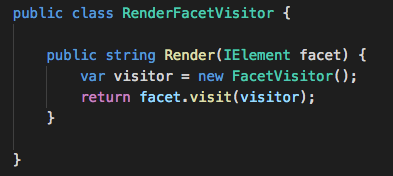 public class RenderFacetVisitor {
public string Render(IElement facet) {
var visitor = new FacetVisitor();
return facet.visit(visitor);
}
}